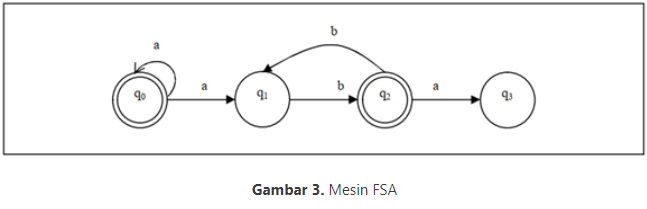 b
a
q0 a q1 b q2 a q3
Gambar 3. Mesin FSA